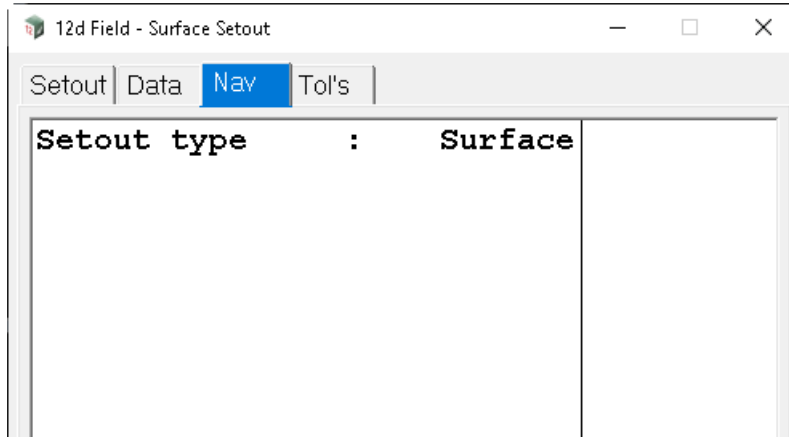 12d Field - Surface Setout
Setout Data Nav Tol's
Setout type : Surface